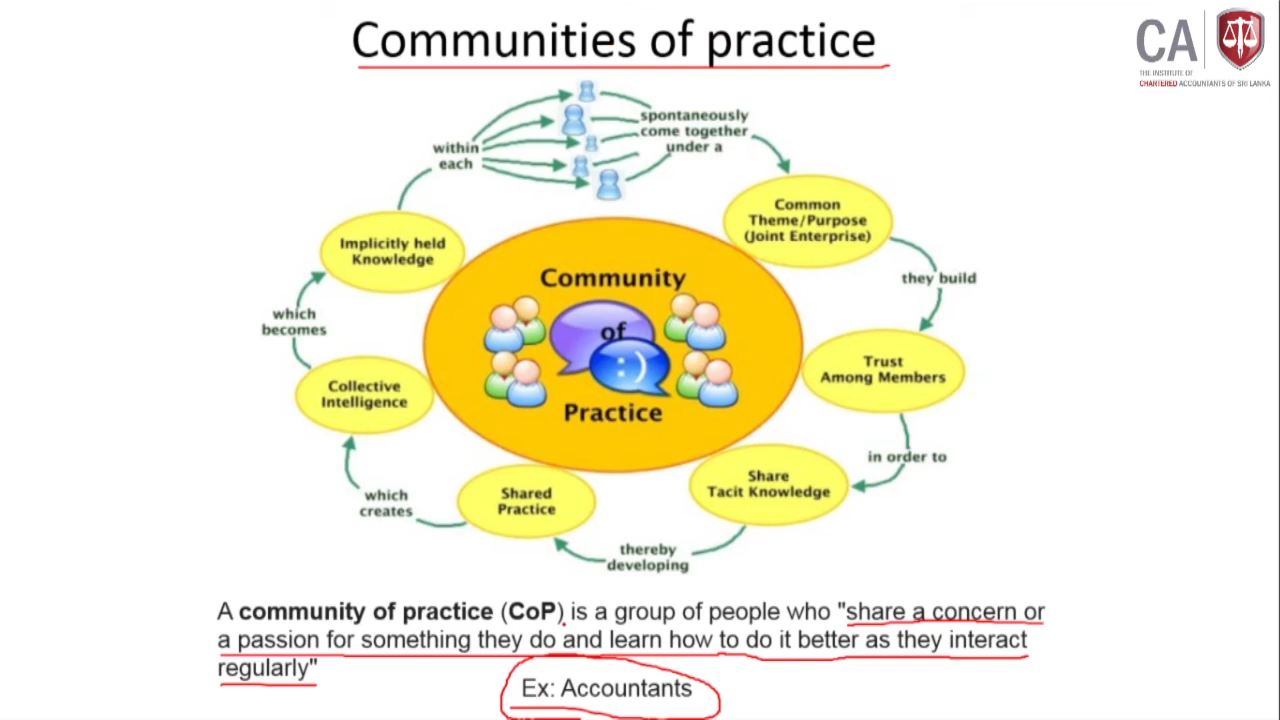 Communities of practice
CA
THE INSTITUTE OF
CHARTERED ACCOUNTANTS OF SRI LANKA
within
each
spontaneously
come together
under a
Common
Theme/Purpose
(Joint Enterprise)
they build
Trust
Among Members
in order to
Share
Tacit Knowledge
thereby
developing
Shared
Practice
which
creates
Collective
Intelligence
which
becomes
Implicitly held
Knowledge
Community
of
:)
Practice
A community of practice (CoP) is a group of people who "share a concern or
a passion for something they do and learn how to do it better as they interact
regularly"
Ex: Accountants